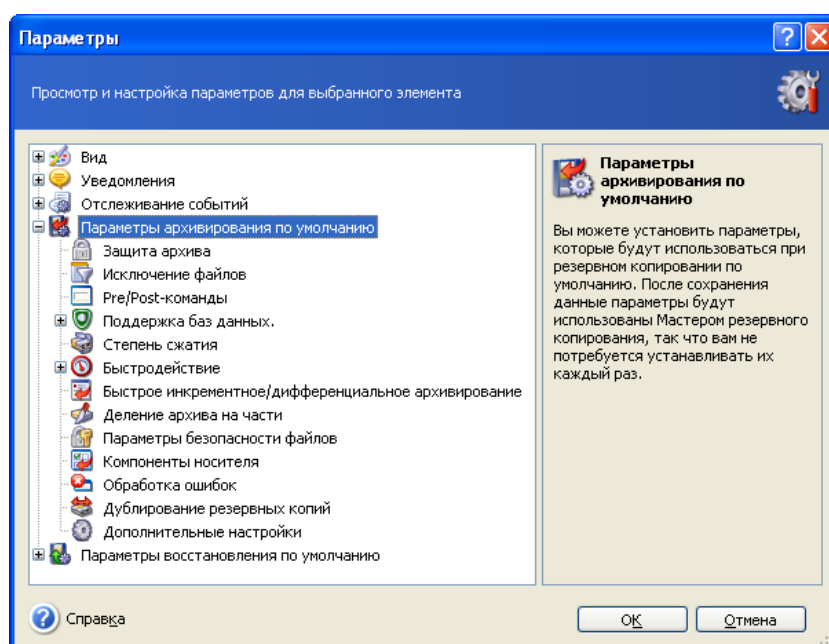 Параметры
Просмотр и настройка параметров для выбранного элемента
Вид
Уведомления
Отслеживание событий
Параметры архивирования по умолчанию
Защита архива
Исключение файлов
Pre/Post-команды
Поддержка баз данных.
Степень сжатия
Быстродействие
Быстрое инкрементное/дифференциальное архивирование
Деление архива на части
Параметры безопасности файлов
Компоненты носителя
Обработка ошибок
Дублирование резервных копий
Дополнительные настройки
Параметры восстановления по умолчанию
Параметры
архивирования по
умолчанию
Вы можете установить параметры,
которые будут использоваться при
резервном копировании по
умолчанию. После сохранения
данные параметры будут
использованы Мастером резервного
копирования, так что вам не
потребуется устанавливать их
каждый раз.
Справка
ОК
Отмена